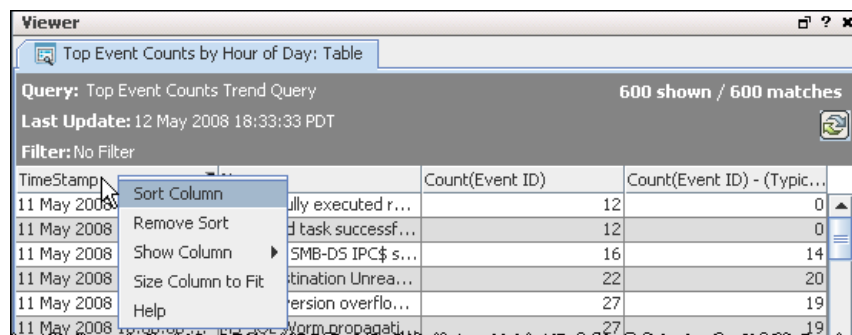 Viewer
Top Event Counts by Hour of Day: Table
Query: Top Event Counts Trend Query
600 shown / 600 matches
Last Update: 12 May 2008 18:33:33 PDT
Filter: No Filter
TimeStamp Count(Event ID) Count(Event ID) - (Typic...
Sort Column
Remove Sort
Show Column
Size Column to Fit
Help
11 May 2008 ully executed r... 12 0
11 May 2008 d task successf... 12 0
11 May 2008 SMB-DS IPC$ s... 16 14
11 May 2008 stination Unrea... 22 20
11 May 2008 version overflo... 27 19
11 May 2008 Worm propagati... 27 19